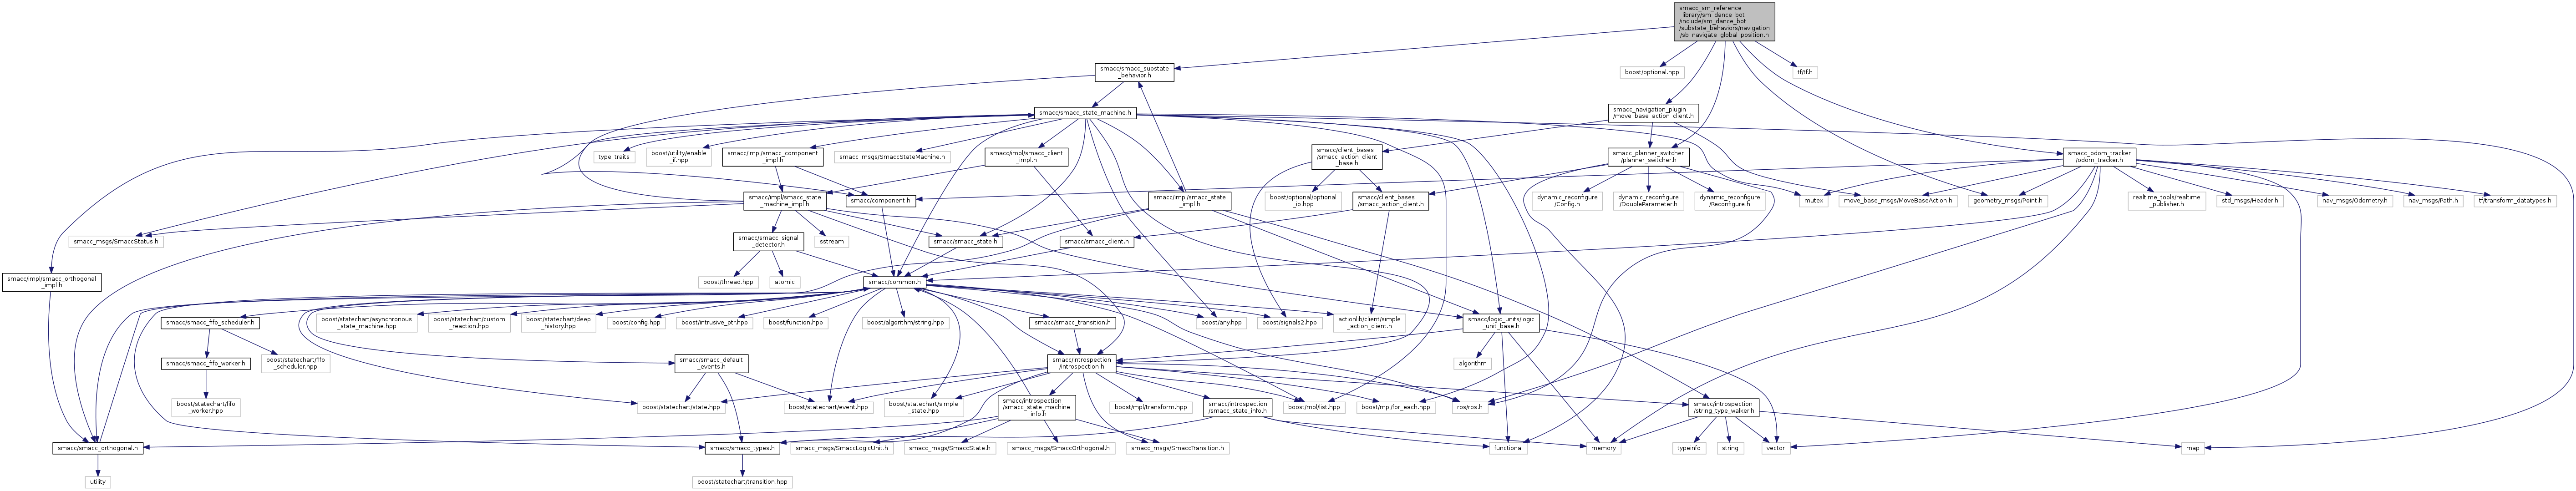 smacc_sm_reference
_library/sm_dance_bot
/include/sm_dance_bot
/substate_behaviors/navigation
/sb_navigate_global_position.h
smacc/smacc_substate
_behavior.h
boost/optional.hpp
tf/tf.h
smacc/smacc_state_machine.h
smacc_navigation_plugin
/move_base_action_client.h
type_traits
boost/utility/enable
_if.hpp
smacc/impl/smacc_component
_impl.h
smacc_msgs/SmaccStateMachine.h
smacc/impl/smacc_client
_impl.h
smacc/client_bases
/smacc_action_client
_base.h
smacc_planner_switcher
/planner_switcher.h
smacc_odom_tracker
/odom_tracker.h
smacc/impl/smacc_state
_machine_impl.h
smacc/component.h
smacc/impl/smacc_state
_impl.h
boost/optional/optional
_io.hpp
smacc/client_bases
/smacc_action_client.h
dynamic_reconfigure
/Config.h
dynamic_reconfigure
/DoubleParameter.h
dynamic_reconfigure
/Reconfigure.h
mutex
move_base_msgs/MoveBaseAction.h
geometry_msgs/Point.h
realtime_tools/realtime
_publisher.h
std_msgs/Header.h
nav_msgs/Odometry.h
nav_msgs/Path.h
tf/transform_datatypes.h
smacc_msgs/SmaccStatus.h
smacc/smacc_signal
_detector.h
sstream
smacc/smacc_state.h
smacc/smacc_client.h
smacc/impl/smacc_orthogonal
_impl.h
boost/thread.hpp
atomic
smacc/common.h
smacc/smacc_fifo_scheduler.h
boost/statechart/asynchronous
_state_machine.hpp
boost/statechart/custom
_reaction.hpp
boost/statechart/deep
_history.hpp
boost/config.hpp
boost/intrusive_ptr.hpp
boost/function.hpp
boost/algorithm/string.hpp
smacc/smacc_transition.h
boost/any.hpp
boost/signals2.hpp
actionlib/client/simple
_action_client.h
smacc/logic_units/logic
_unit_base.h
smacc/smacc_fifo_worker.h
boost/statechart/fifo
_scheduler.hpp
smacc/smacc_default
_events.h
smacc/introspection
/introspection.h
algorithm
boost/statechart/fifo
_worker.hpp
boost/statechart/state.hpp
boost/statechart/event.hpp
boost/statechart/simple
_state.hpp
smacc/introspection
/smacc_state_machine
_info.h
boost/mpl/transform.hpp
smacc/introspection
/smacc_state_info.h
boost/mpl/list.hpp
boost/mpl/for_each.hpp
ros/ros.h
smacc/introspection
/string_type_walker.h
smacc/smacc_orthogonal.h
smacc/smacc_types.h
smacc_msgs/SmaccLogicUnit.h
smacc_msgs/SmaccState.h
smacc_msgs/SmaccOrthogonal.h
smacc_msgs/SmaccTransition.h
functional
memory
typeinfo
string
vector
map
utility
boost/statechart/transition.hpp